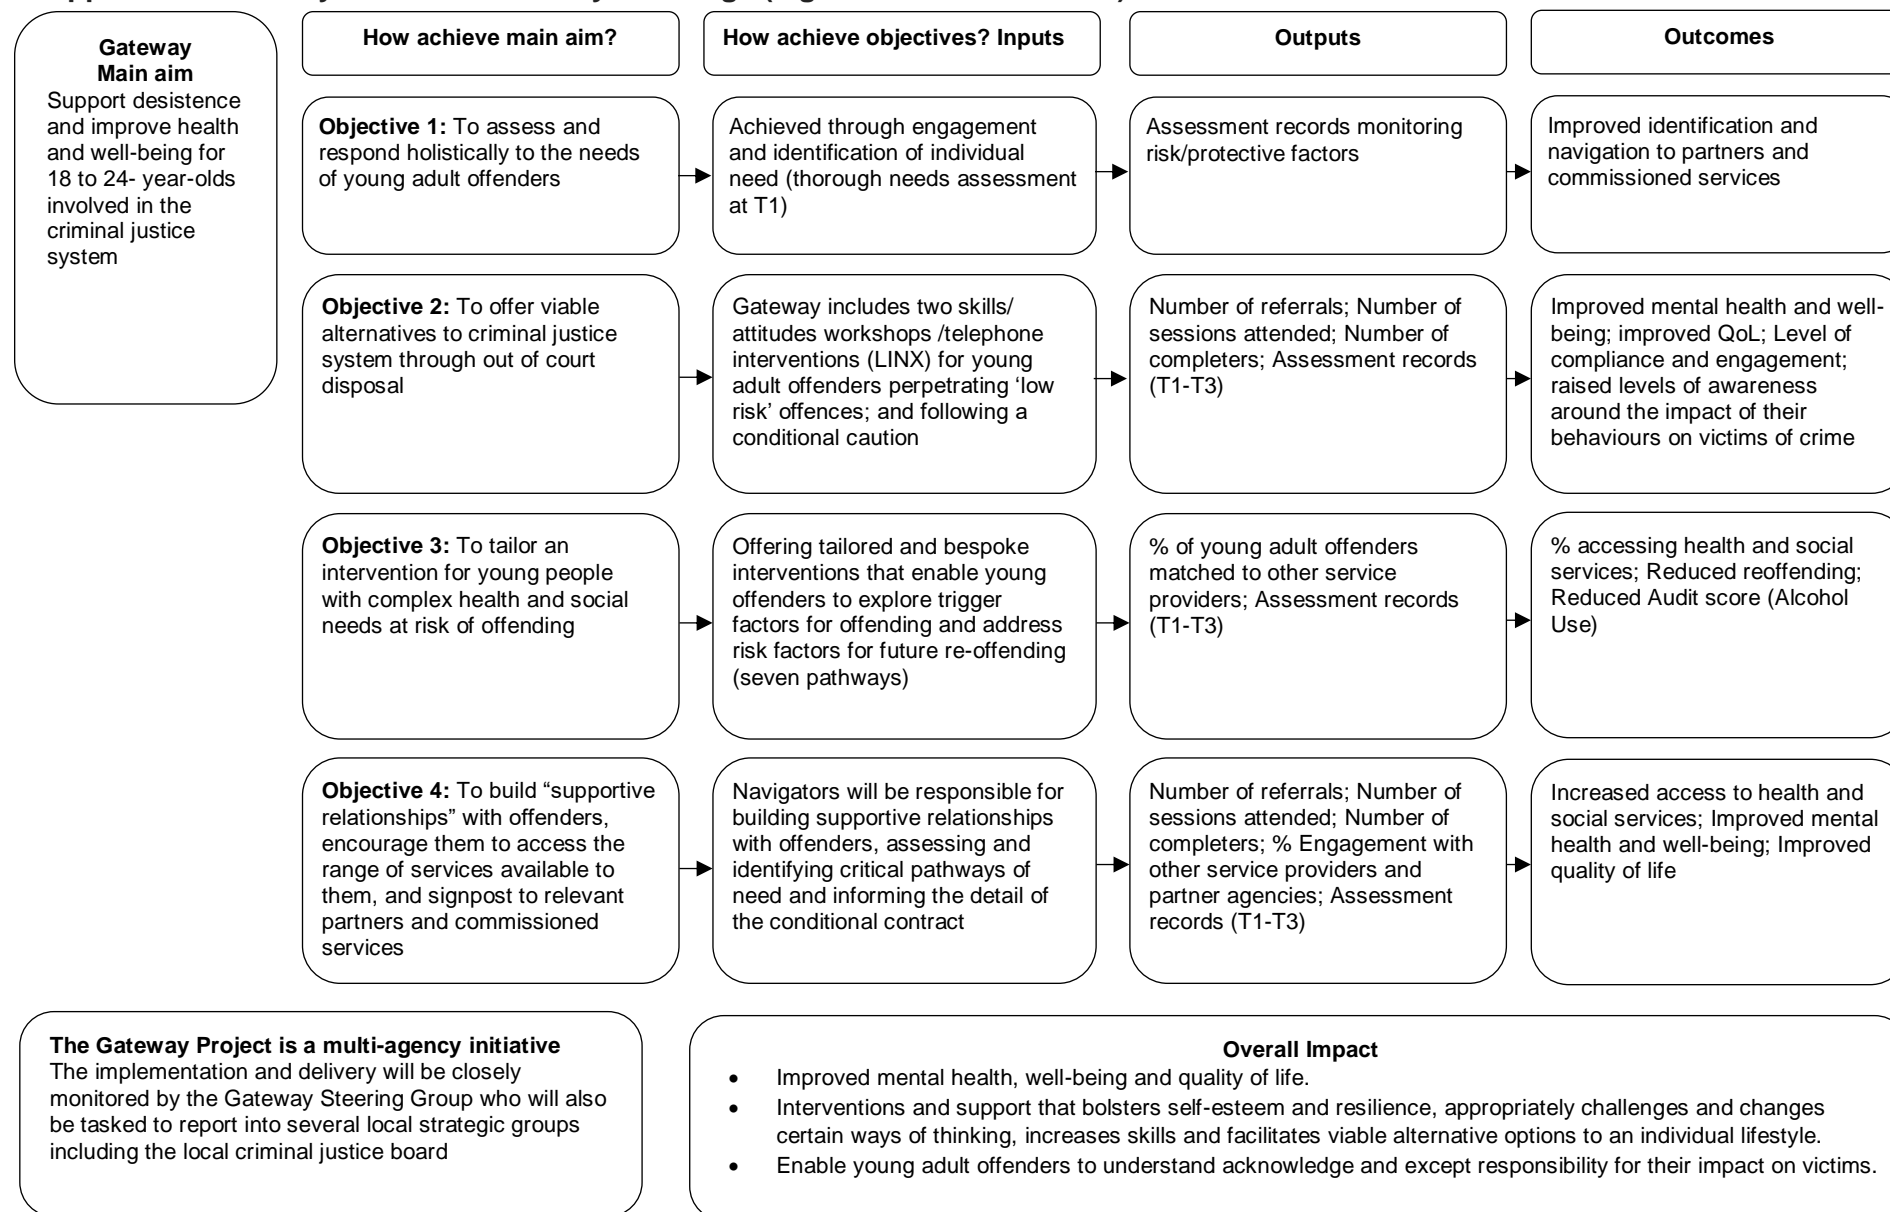 Gateway
Main aim
Support desistence
and improve health
and well-being for
18 to 24- year-olds
involved in the
criminal justice
system
How achieve main aim?
How achieve objectives? Inputs
Outputs
Outcomes
Objective 1: To assess and
respond holistically to the needs
of young adult offenders
Achieved through engagement
and identification of individual
need (thorough needs assessment
at T1)
Assessment records monitoring
risk/protective factors
Improved identification and
navigation to partners and
commissioned services
Objective 2: To offer viable
alternatives to criminal justice
system through out of court
disposal
Gateway includes two skills/
attitudes workshops /telephone
interventions (LINX) for young
adult offenders perpetrating ‘low
risk’ offences; and following a
conditional caution
Number of referrals; Number of
sessions attended; Number of
completers; Assessment records
(T1-T3)
Improved mental health and well-
being; improved QoL; Level of
compliance and engagement;
raised levels of awareness
around the impact of their
behaviours on victims of crime
Objective 3: To tailor an
intervention for young people
with complex health and social
needs at risk of offending
Offering tailored and bespoke
interventions that enable young
offenders to explore trigger
factors for offending and address
risk factors for future re-offending
(seven pathways)
% of young adult offenders
matched to other service
providers; Assessment records
(T1-T3)
% accessing health and social
services; Reduced reoffending;
Reduced Audit score (Alcohol
Use)
Objective 4: To build “supportive
relationships” with offenders,
encourage them to access the
range of services available to
them, and signpost to relevant
partners and commissioned
services
Navigators will be responsible for
building supportive relationships
with offenders, assessing and
identifying critical pathways of
need and informing the detail of
the conditional contract
Number of referrals; Number of
sessions attended; Number of
completers; % Engagement with
other service providers and
partner agencies; Assessment
records (T1-T3)
Increased access to health and
social services; Improved mental
health and well-being; Improved
quality of life
The Gateway Project is a multi-agency initiative
The implementation and delivery will be closely
monitored by the Gateway Steering Group who will also
be tasked to report into several local strategic groups
including the local criminal justice board
Overall Impact
• Improved mental health, well-being and quality of life.
• Interventions and support that bolsters self-esteem and resilience, appropriately challenges and changes
certain ways of thinking, increases skills and facilitates viable alternative options to an individual lifestyle.
• Enable young adult offenders to understand acknowledge and except responsibility for their impact on victims.